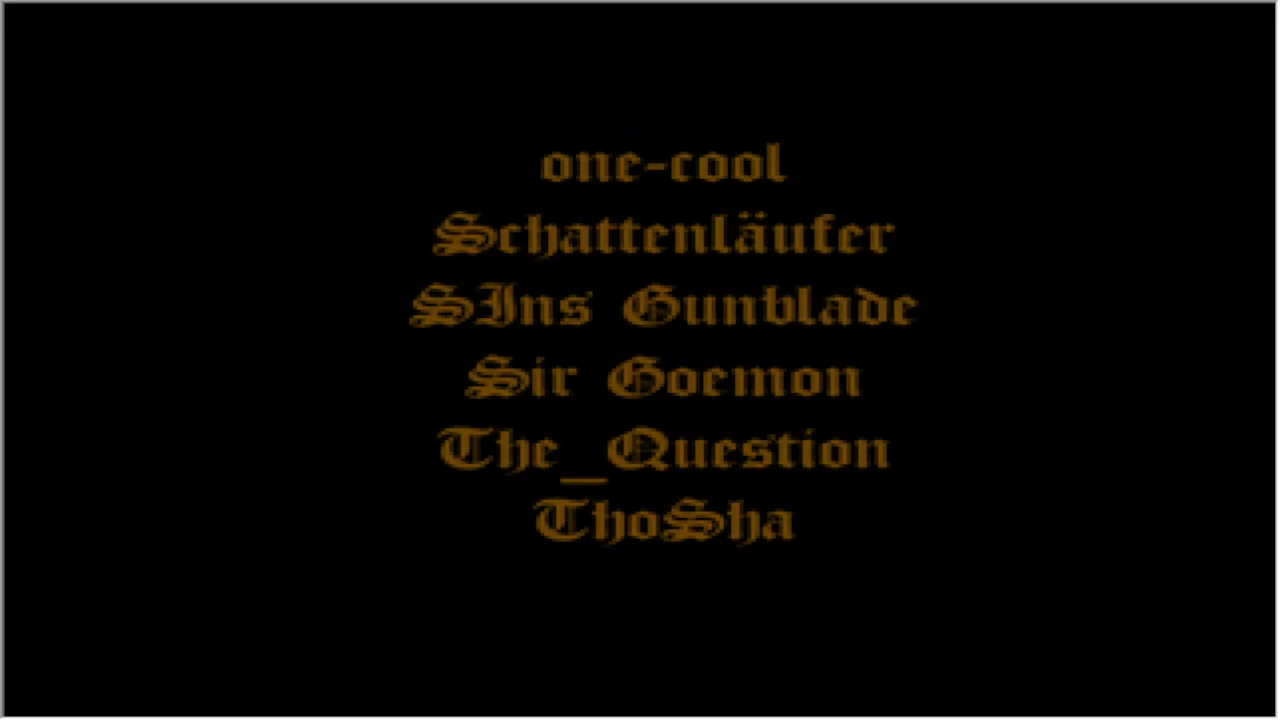 one-cool
Schattenläufer
SIns Gunblade
Sir Goemon
The_Question
ThoSha